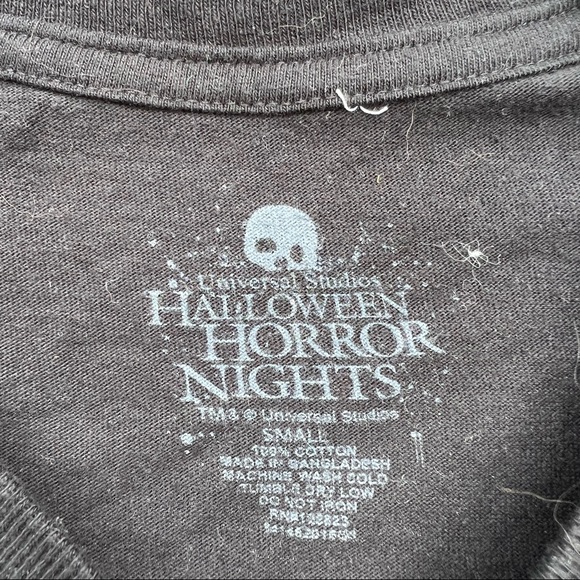 Universal Studios
HALLOWEEN
HORROR
NIGHTS
TM & © Universal Studios
SMALL
100% COTTON
MADE IN BANGLADESH
MACHINE WASH COLD
TUMBLE DRY LOW
DO NOT IRON